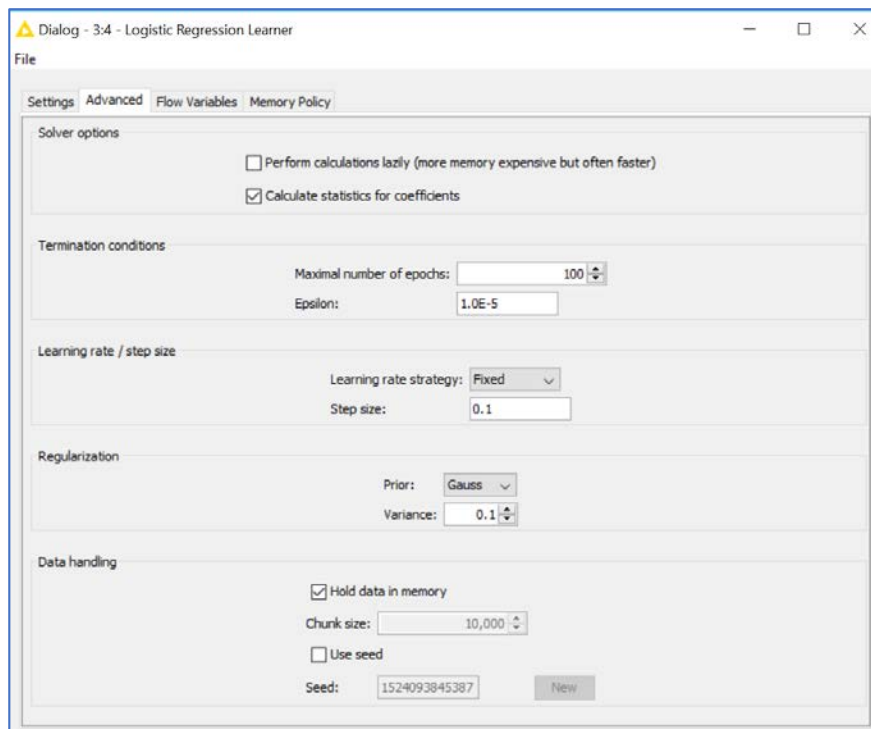 Dialog - 3:4 - Logistic Regression Learner
File
Settings Advanced Flow Variables Memory Policy
Solver options
Perform calculations lazily (more memory expensive but often faster)
Calculate statistics for coefficients
Termination conditions
Maximal number of epochs: 100
Epsilon: 1.0E-5
Learning rate / step size
Learning rate strategy: Fixed
Step size: 0.1
Regularization
Prior: Gauss
Variance: 0.1
Data handling
Hold data in memory
Chunk size: 10,000
Use seed
Seed: 1524093845387 New